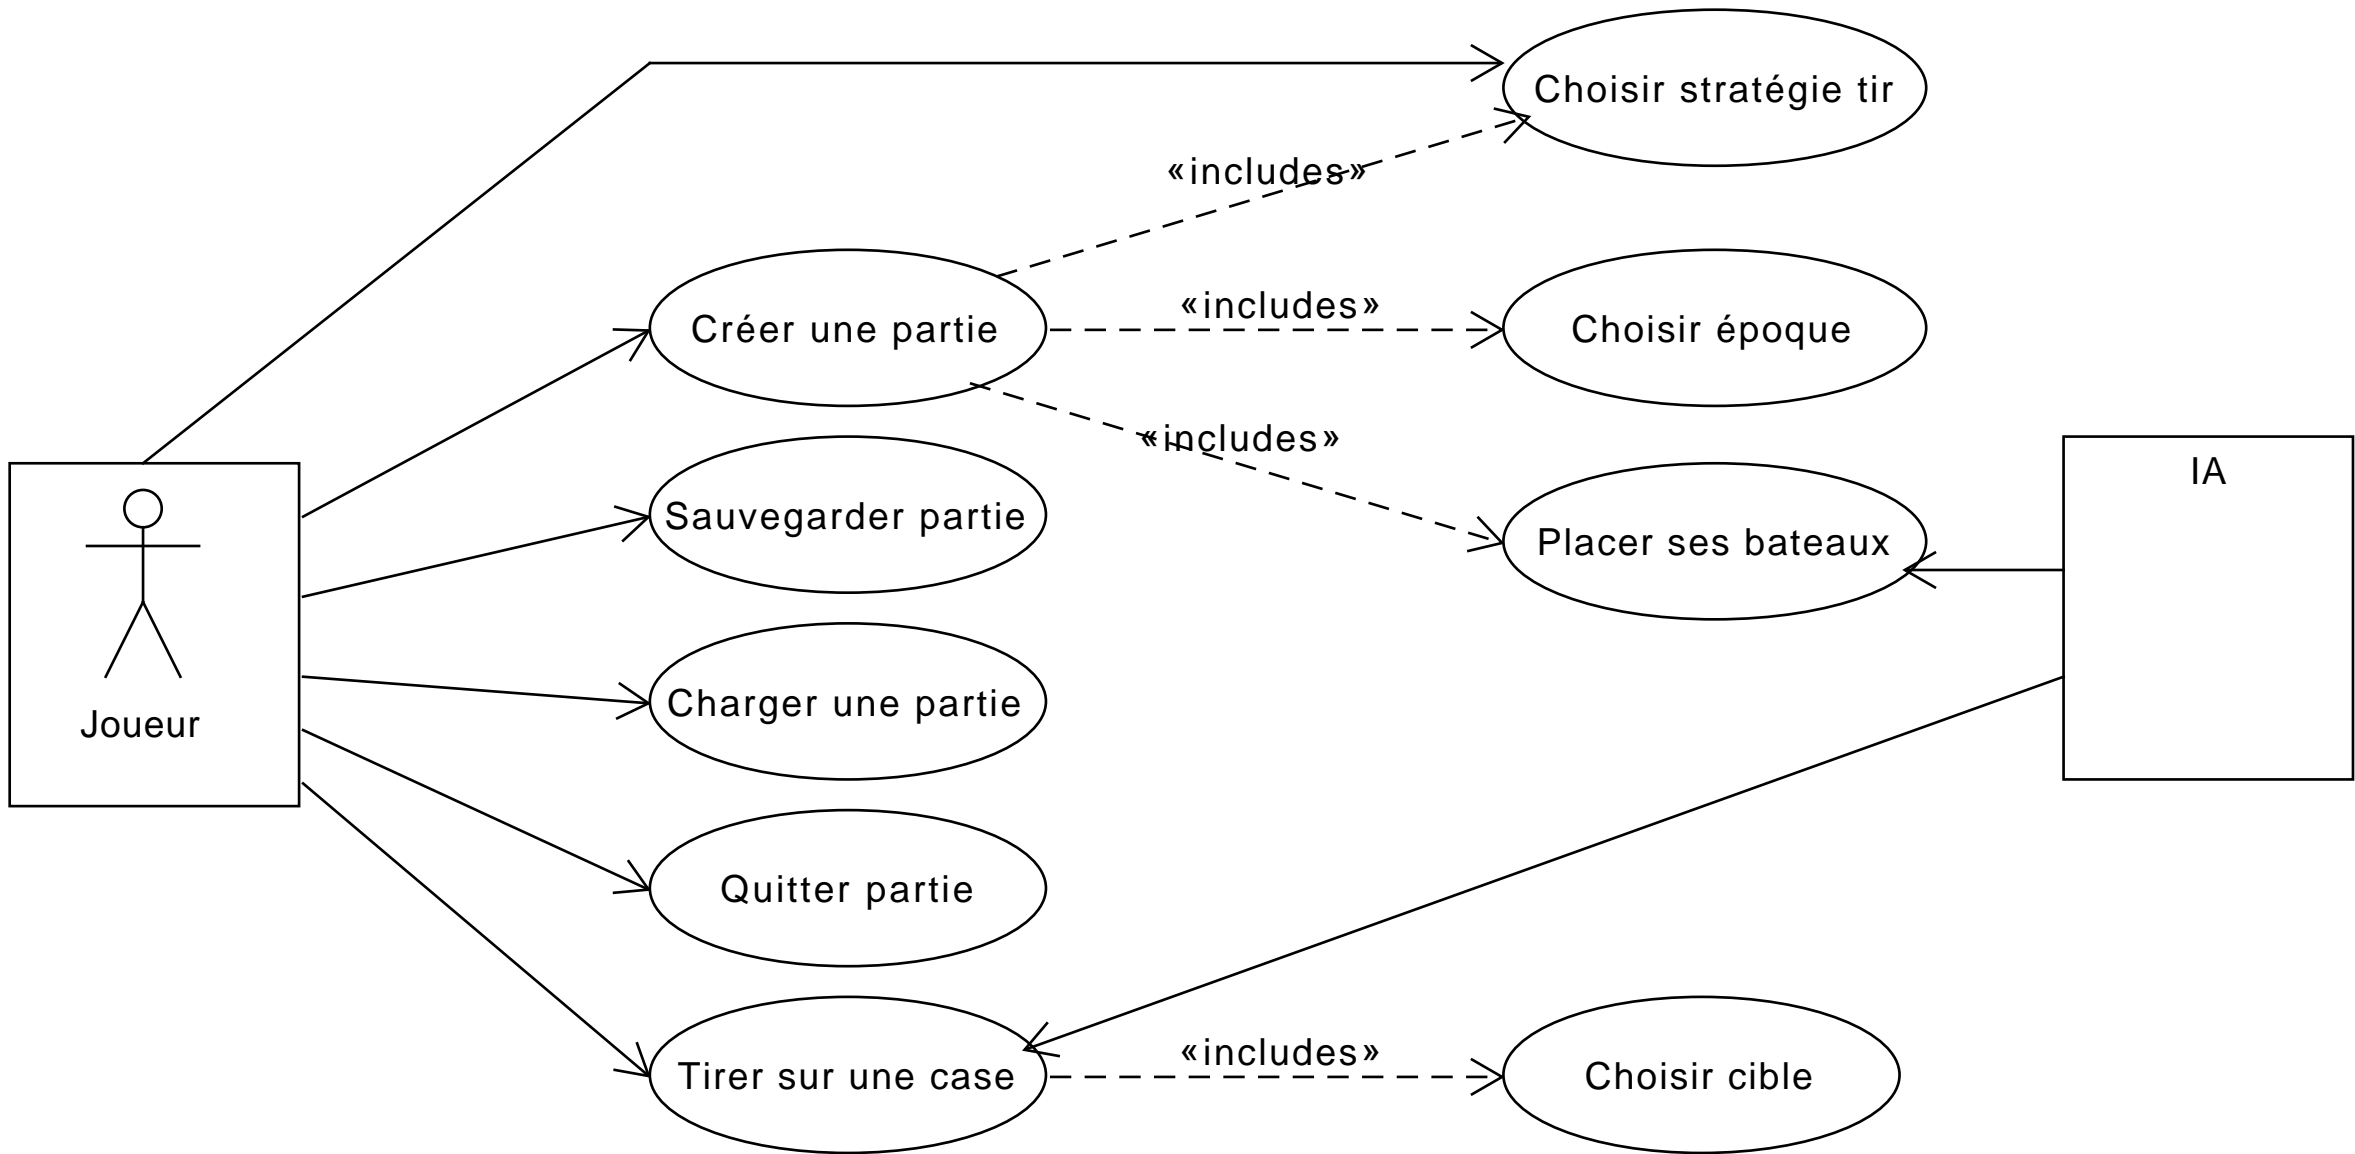 Choisir stratégie tir
«includes»
Créer une partie
«includes»
Choisir époque
«includes»
Sauvegarder partie
Placer ses bateaux
IA
Joueur
Charger une partie
Quitter partie
Tirer sur une case
«includes»
Choisir cible